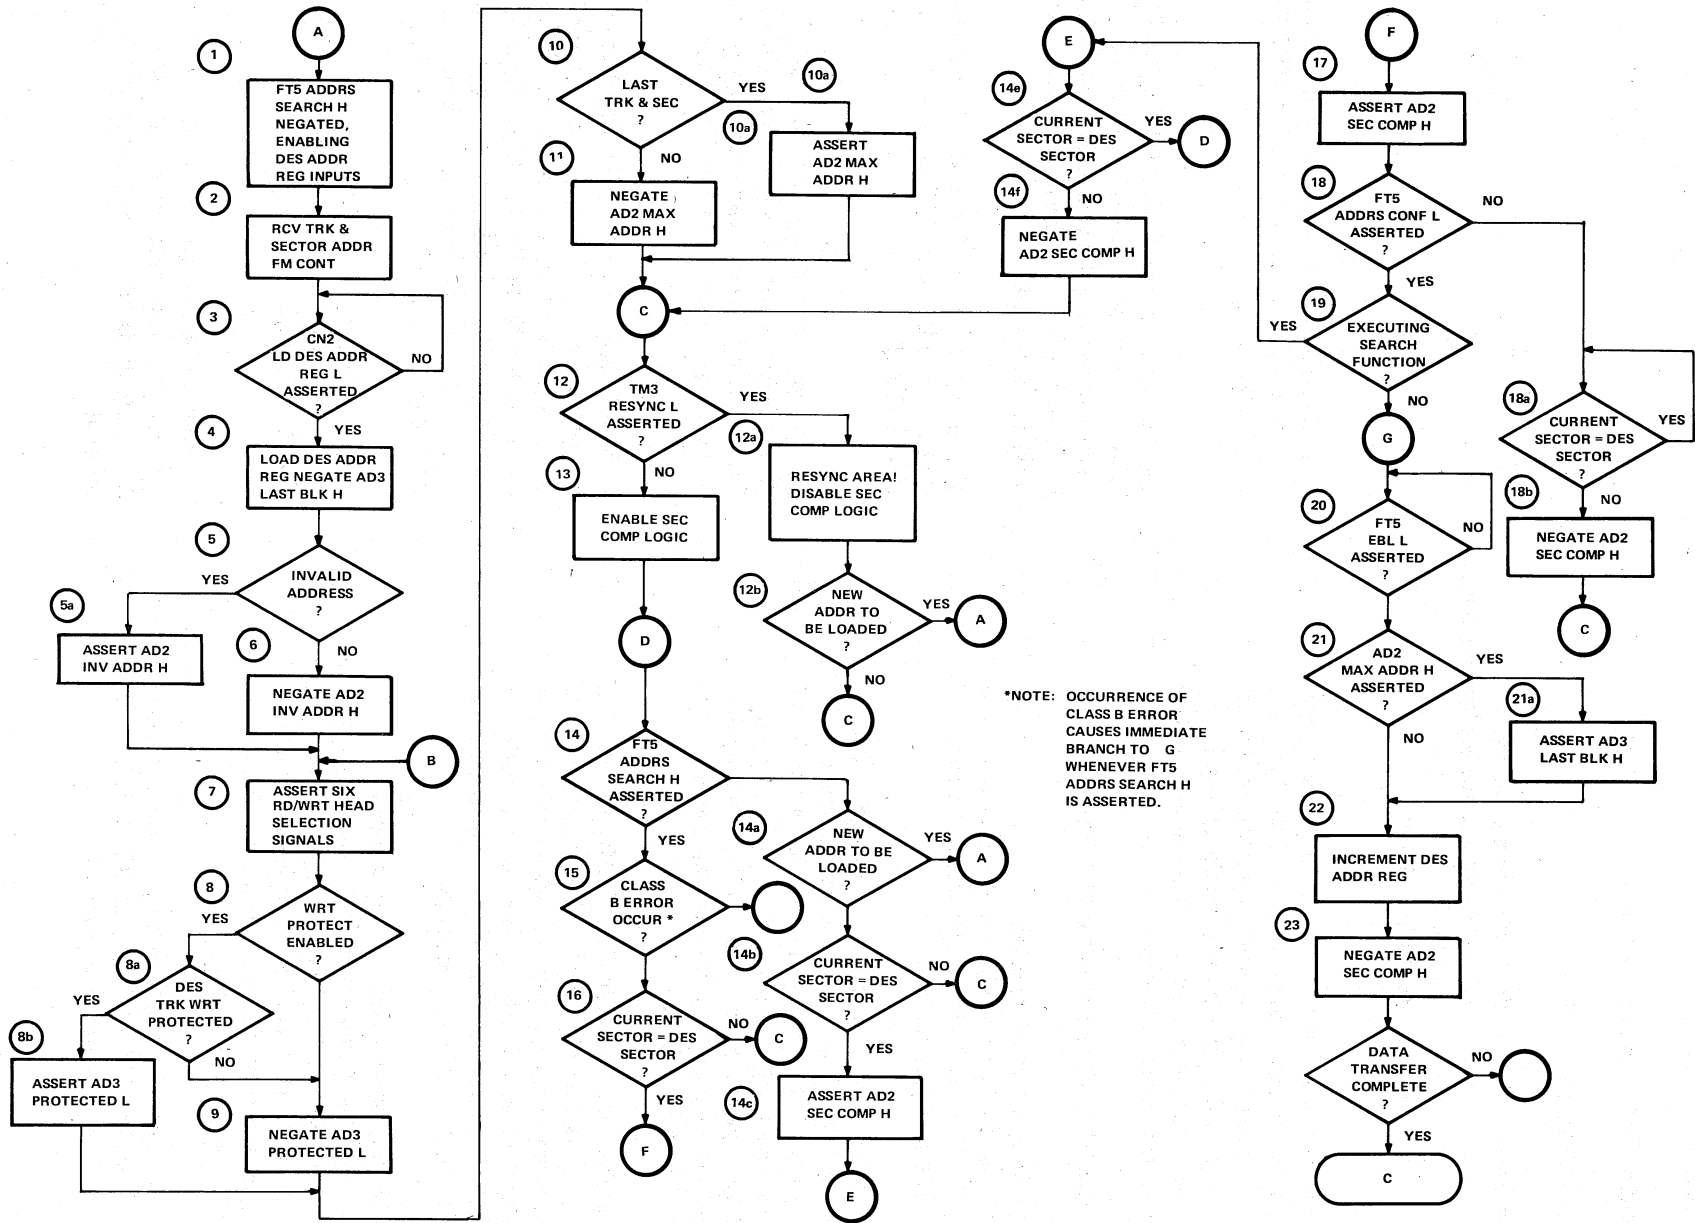 A
1
FT5 ADDRS
SEARCH H
NEGATED,
ENABLING
DES ADDR
REG INPUTS
2
RCV TRK &
SECTOR ADDR
FM CONT
3
CN2
LD DES ADDR
REG L
ASSERTED
?
NO
YES
4
LOAD DES ADDR
REG NEGATE AD3
LAST BLK H
5
INVALID
ADDRESS
?
YES
5a
ASSERT AD2
INV ADDR H
NO
6
NEGATE AD2
INV ADDR H
B
7
ASSERT SIX
RD/WRT HEAD
SELECTION
SIGNALS
8
WRT
PROTECT
ENABLED
?
YES
8a
DES
TRK WRT
PROTECTED
?
YES
NO
8b
ASSERT AD3
PROTECTED L
9
NEGATE AD3
PROTECTED L
10
LAST
TRK & SEC
?
YES
10a
10a
ASSERT
AD2 MAX
ADDR H
NO
11
NEGATE
AD2 MAX
ADDR H
C
12
TM3
RESYNC L
ASSERTED
?
YES
12a
RESYNC AREA!
DISABLE SEC
COMP LOGIC
NO
13
ENABLE SEC
COMP LOGIC
12b
NEW
ADDR TO
BE LOADED
?
YES
A
NO
C
D
14
FT5
ADDRS
SEARCH H
ASSERTED
?
YES
14a
NEW
ADDR TO BE
LOADED
?
YES
A
15
CLASS
B ERROR
OCCUR *
?
14b
CURRENT
SECTOR = DES
SECTOR
?
NO
C
YES
16
CURRENT
SECTOR = DES
SECTOR
?
NO
C
YES
F
14c
ASSERT AD2
SEC COMP H
E
E
14e
CURRENT
SECTOR = DES
SECTOR
?
YES
D
NO
14f
NEGATE
AD2 SEC COMP H
*NOTE: OCCURRENCE OF
CLASS B ERROR
CAUSES IMMEDIATE
BRANCH TO G
WHENEVER FT5
ADDRS SEARCH H
IS ASSERTED.
F
17
ASSERT AD2
SEC COMP H
18
FT5
ADDRS CONF L
ASSERTED
?
NO
YES
19
EXECUTING
SEARCH
FUNCTION
?
YES
NO
18a
CURRENT
SECTOR = DES
SECTOR
?
YES
NO
18b
NEGATE AD2
SEC COMP H
C
G
20
FT5
EBL L
ASSERTED
?
NO
21
AD2
MAX ADDR H
ASSERTED
?
YES
21a
ASSERT AD3
LAST BLK H
NO
22
INCREMENT DES
ADDR REG
23
NEGATE AD2
SEC COMP H
DATA
TRANSFER
COMPLETE
?
NO
YES
C